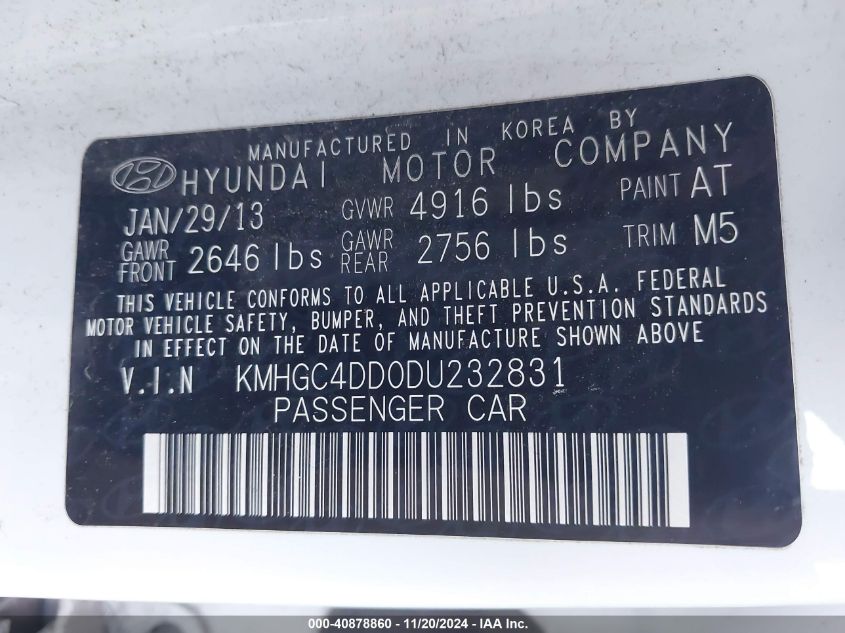 MANUFACTURED IN KOREA BY
HYUNDAI MOTOR COMPANY
JAN/29/13 GVWR 4916 lbs PAINT AT
GAWR FRONT 2646 lbs GAWR REAR 2756 lbs TRIM M5
THIS VEHICLE CONFORMS TO ALL APPLICABLE U.S.A. FEDERAL
MOTOR VEHICLE SAFETY, BUMPER, AND THEFT PREVENTION STANDARDS
IN EFFECT ON THE DATE OF MANUFACTURE SHOWN ABOVE
V.I.N KMHGC4DD0DU232831
PASSENGER CAR
000-40878860 - 11/20/2024 - IAA Inc.